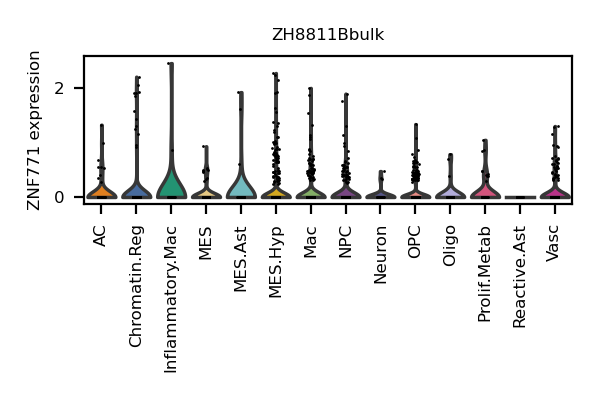 ZH8811Bbulk
ZNF771 expression
2
0
AC
Chromatin.Reg
Inflammatory.Mac
MES
MES.Ast
MES.Hyp
Mac
NPC
Neuron
OPC
Oligo
Prolif.Metab
Reactive.Ast
Vasc